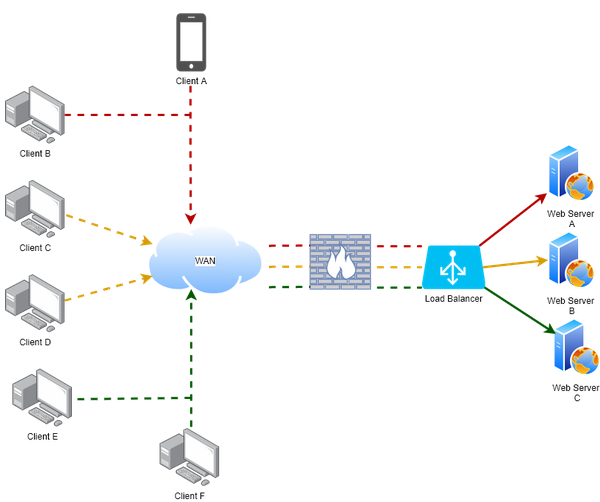 Client A
Client B
Client C
WAN
Client D
Load Balancer
Web Server
A
Web Server
B
Web Server
C
Client E
Client F